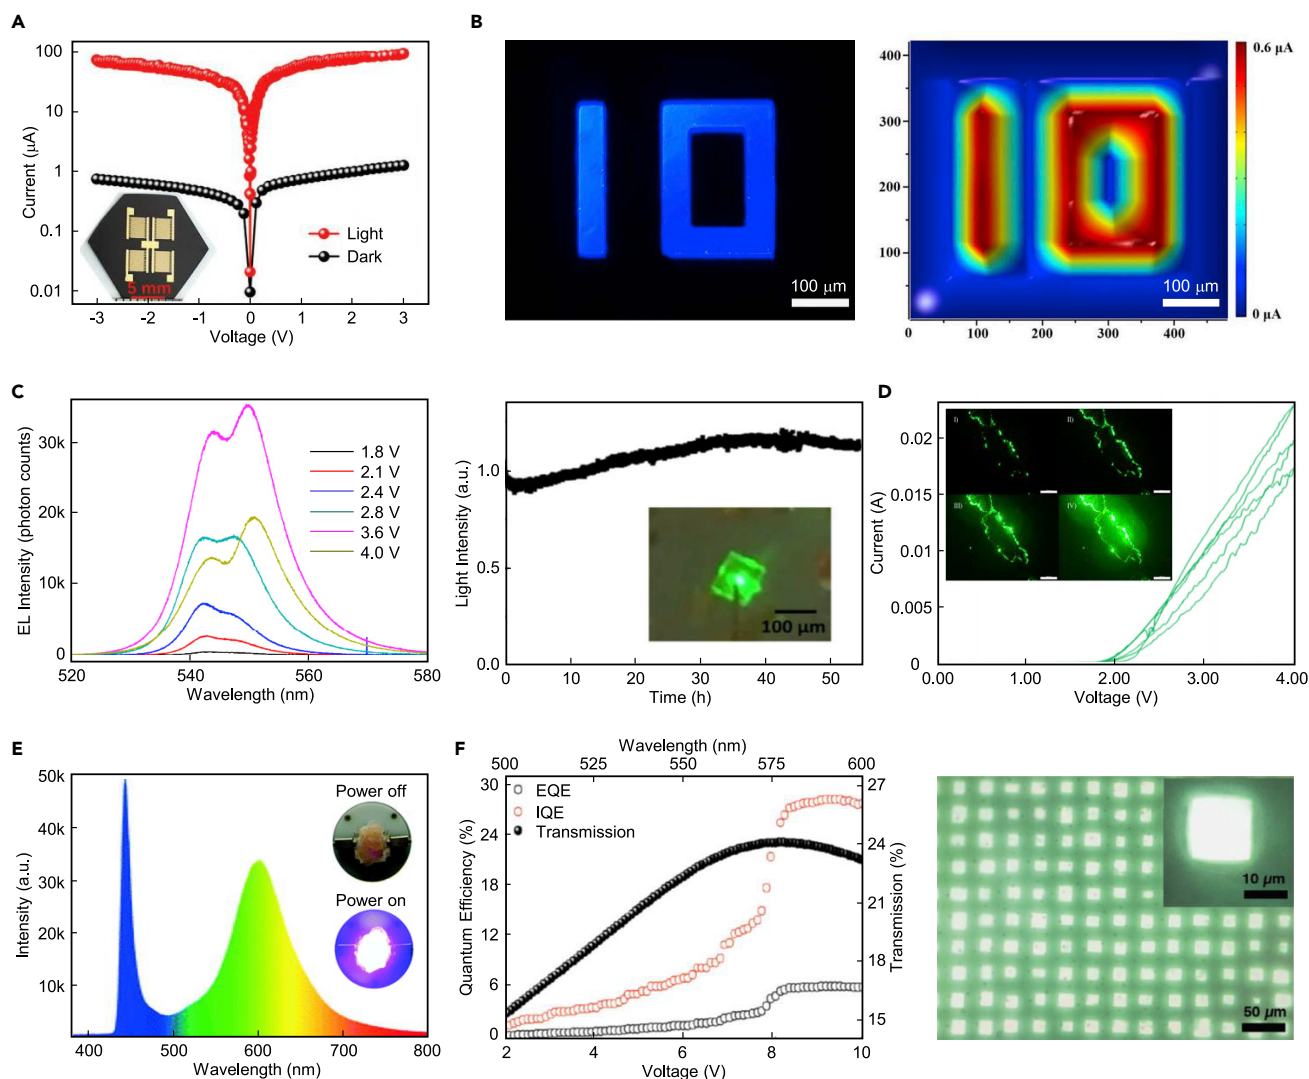 A
100
10
1
0.1
0.01
Current (µA)
Light
Dark
5 mm
-3 -2 -1 0 1 2 3
Voltage (V)
B
100 µm
400
300
200
100
0
0 100 200 300 400
100 µm
0.6 µA
0 µA
C
30k
20k
10k
0
EL Intensity (photon counts)
1.8 V
2.1 V
2.4 V
2.8 V
3.6 V
4.0 V
520 540 560 580
Wavelength (nm)
1.0
0.5
0.0
Light Intensity (a.u.)
100 µm
0 10 20 30 40 50
Time (h)
D
0.02
0.015
0.01
0.005
0
Current (A)
I) II)
III) IV)
0.00 1.00 2.00 3.00 4.00
Voltage (V)
E
50k
40k
30k
20k
10k
0
Intensity (a.u.)
Power off
Power on
400 500 600 700 800
Wavelength (nm)
F
Wavelength (nm)
500 525 550 575 600
30
24
18
12
6
0
Quantum Efficiency (%)
EQE
IQE
Transmission
27
24
21
18
15
Transmission (%)
2 4 6 8 10
Voltage (V)
10 µm
50 µm